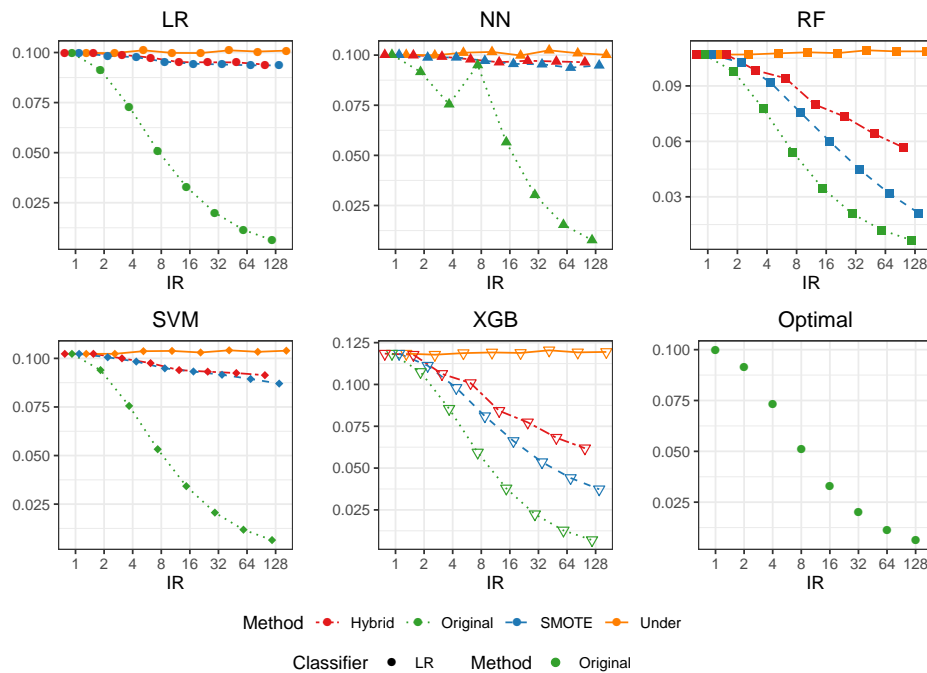 LR
0.100
0.075
0.050
0.025
1 2 4 8 16 32 64 128
IR
NN
0.100
0.075
0.050
0.025
1 2 4 8 16 32 64 128
IR
RF
0.09
0.06
0.03
1 2 4 8 16 32 64 128
IR
SVM
0.100
0.075
0.050
0.025
1 2 4 8 16 32 64 128
IR
XGB
0.125
0.100
0.075
0.050
0.025
1 2 4 8 16 32 64 128
IR
Optimal
0.100
0.075
0.050
0.025
1 2 4 8 16 32 64 128
IR
Method Hybrid Original SMOTE Under
Classifier LR Method Original